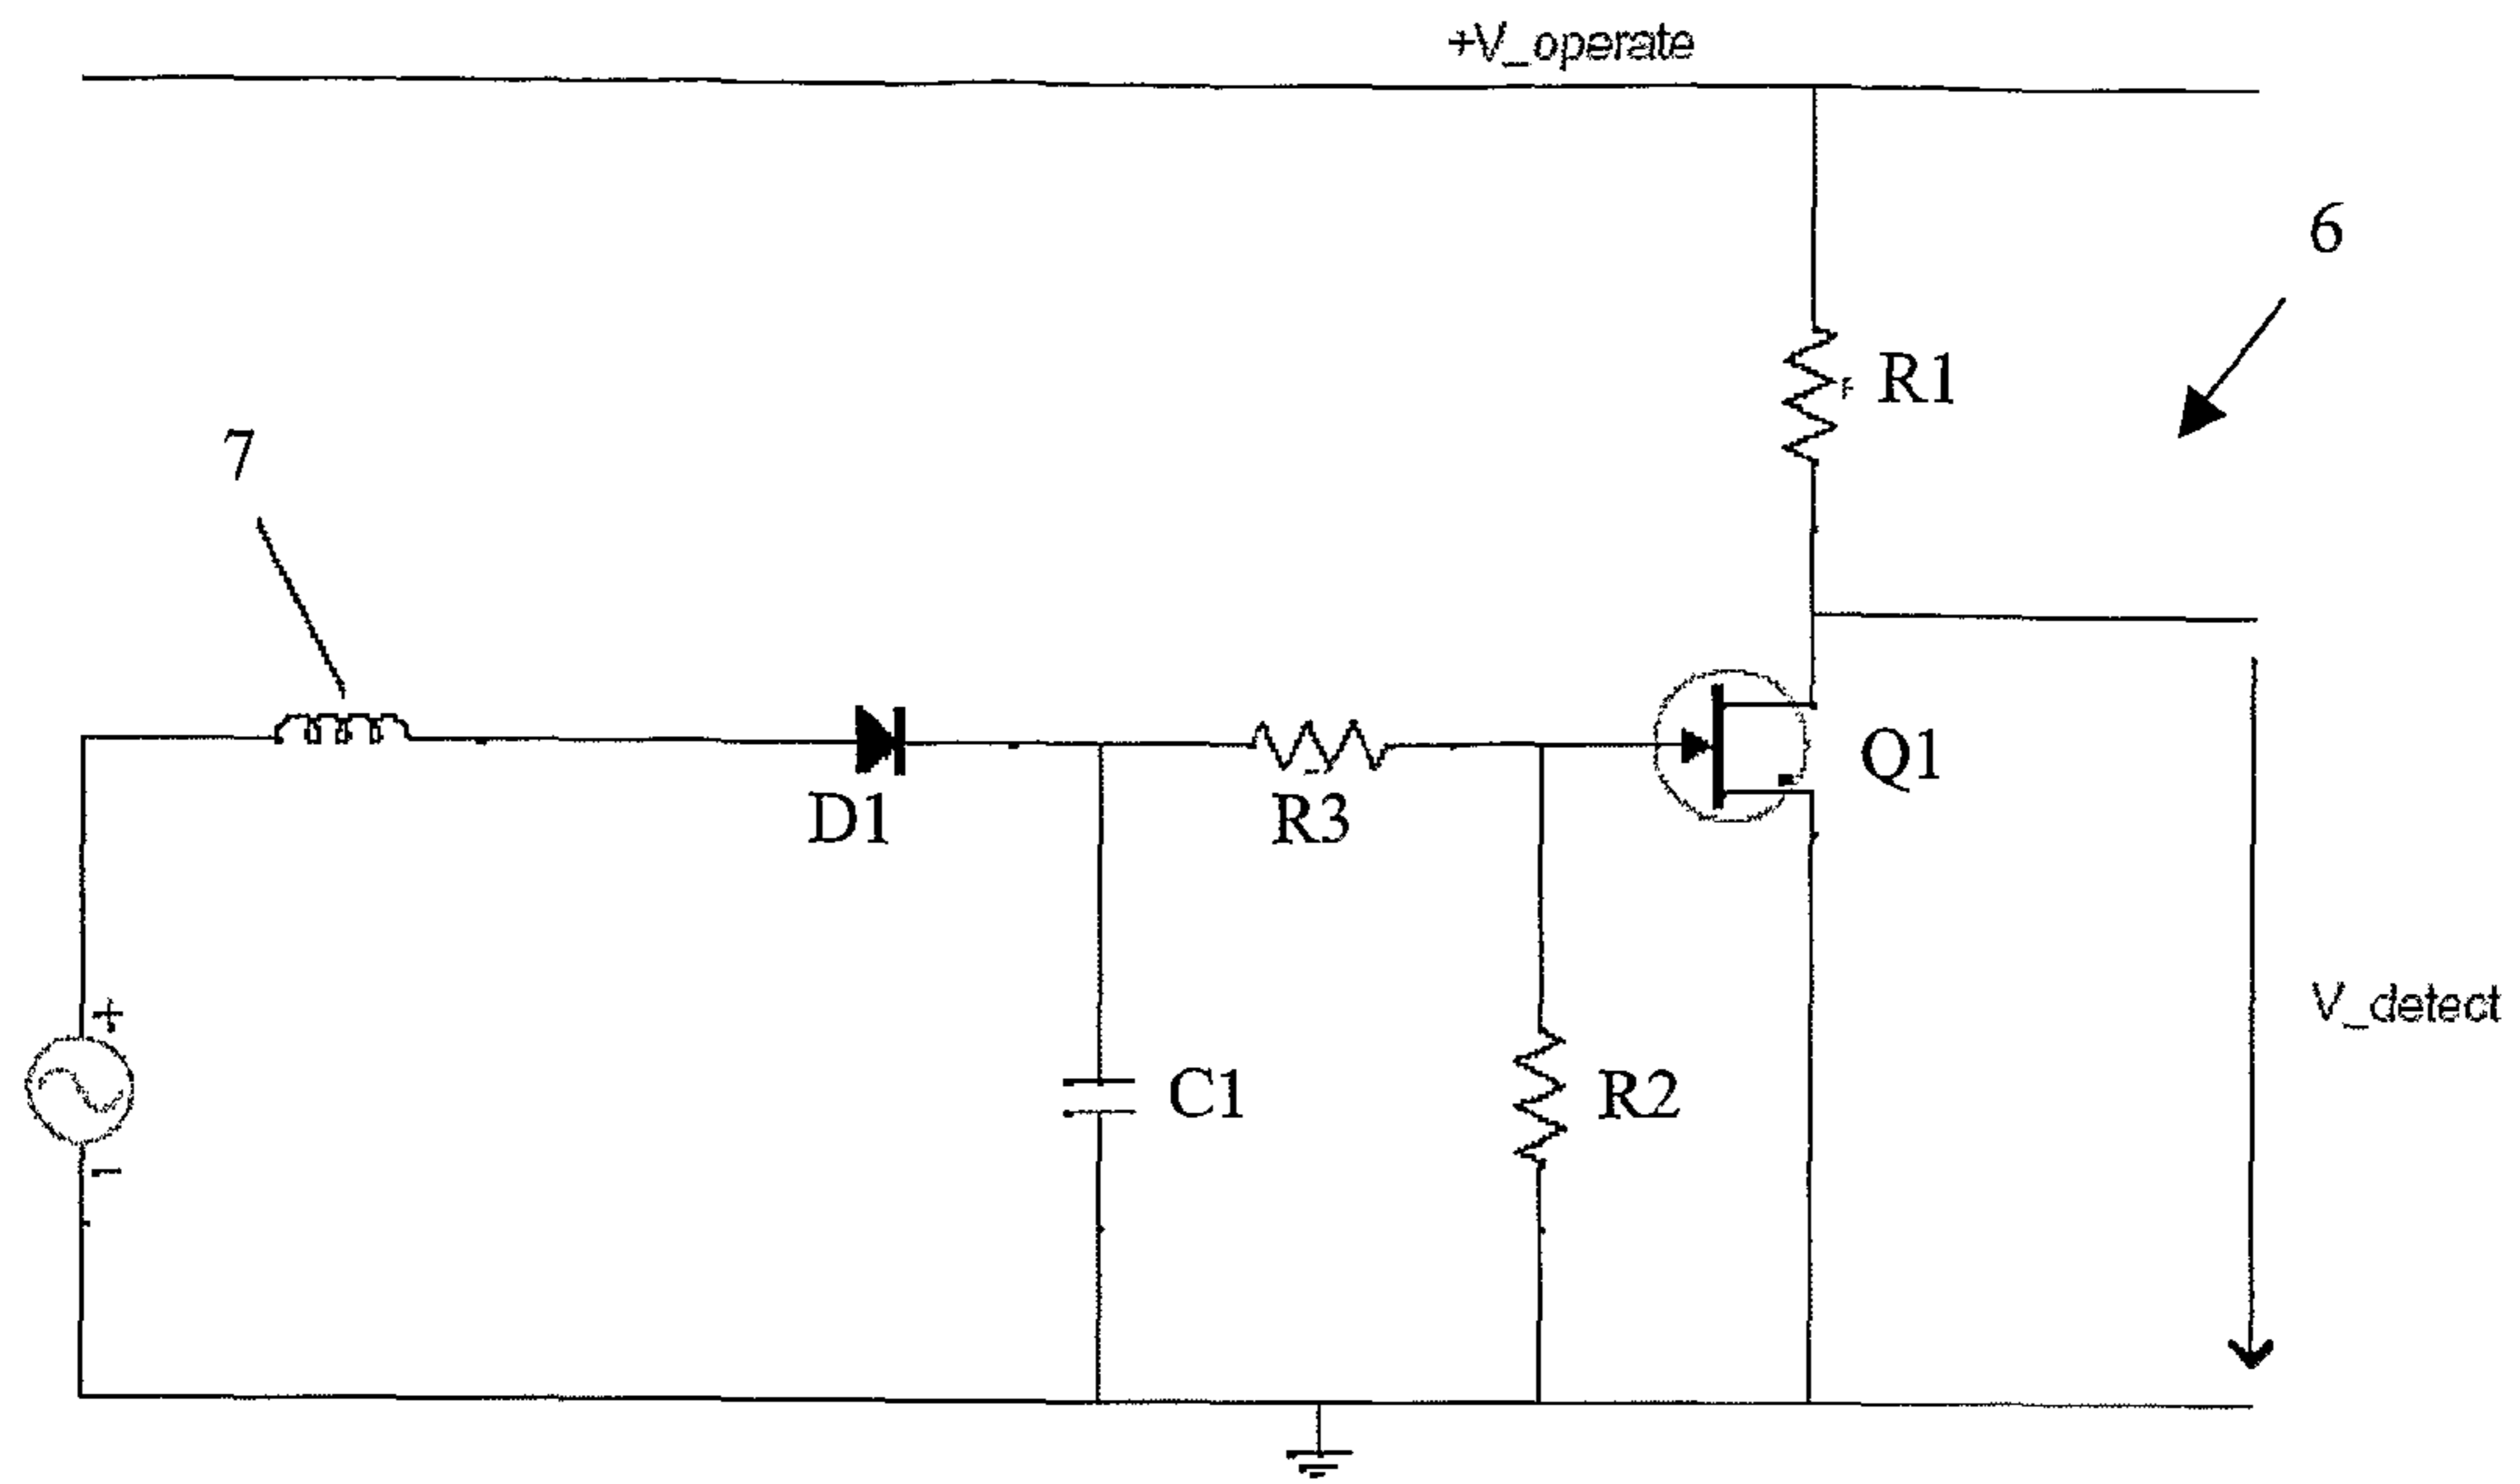 +V_operate
6
R1
7
Q1
D1
R3
V_detect
+
C1
R2
-